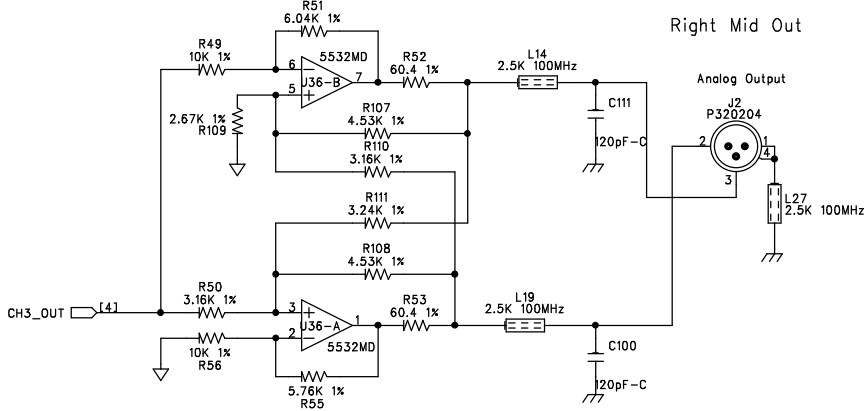 Right Mid Out
Analog Output
J2
P320204
R51
6.04K 1%
R49
10K 1%
5532MD
6
U36-B
7
5
R52
60.4 1%
L14
2.5K 100MHz
C111
120pF-C
2.67K 1%
R109
R107
4.53K 1%
R110
3.16K 1%
2
1
4
3
L27
2.5K 100MHz
R111
3.24K 1%
R108
4.53K 1%
CH3_OUT
[4]
R50
3.16K 1%
3
U36-A
1
2
5532MD
R53
60.4 1%
L19
2.5K 100MHz
C100
120pF-C
10K 1%
R56
5.76K 1%
R55